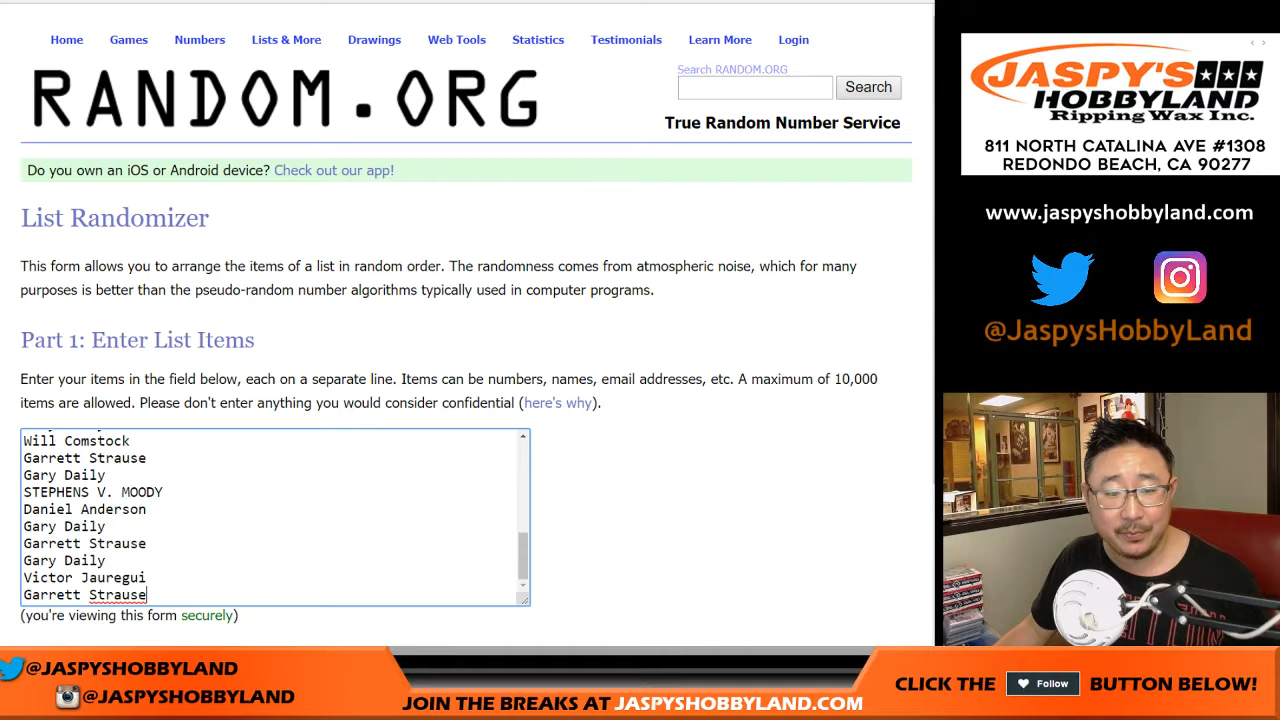 Home Games Numbers Lists & More Drawings Web Tools Statistics Testimonials Learn More Login
RANDOM.ORG
Search RANDOM.ORG
Search
True Random Number Service
Do you own an iOS or Android device? Check out our app!
List Randomizer
This form allows you to arrange the items of a list in random order. The randomness comes from atmospheric noise, which for many
purposes is better than the pseudo-random number algorithms typically used in computer programs.
Part 1: Enter List Items
Enter your items in the field below, each on a separate line. Items can be numbers, names, email addresses, etc. A maximum of 10,000
items are allowed. Please don't enter anything you would consider confidential (here's why).
Will Comstock
Garrett Strause
Gary Daily
STEPHENS V. MOODY
Daniel Anderson
Gary Daily
Garrett Strause
Gary Daily
Victor Jauregui
Garrett Strause
(you're viewing this form securely)
JASPY'S
HOBBYLAND
Ripping Wax Inc.
811 NORTH CATALINA AVE #1308
REDONDO BEACH, CA 90277
www.jaspyshobbyland.com
@JaspysHobbyLand
@JASPYSHOBBYLAND
@JASPYSHOBBYLAND
JOIN THE BREAKS AT JASPYSHOBBYLAND.COM
CLICK THE Follow BUTTON BELOW!